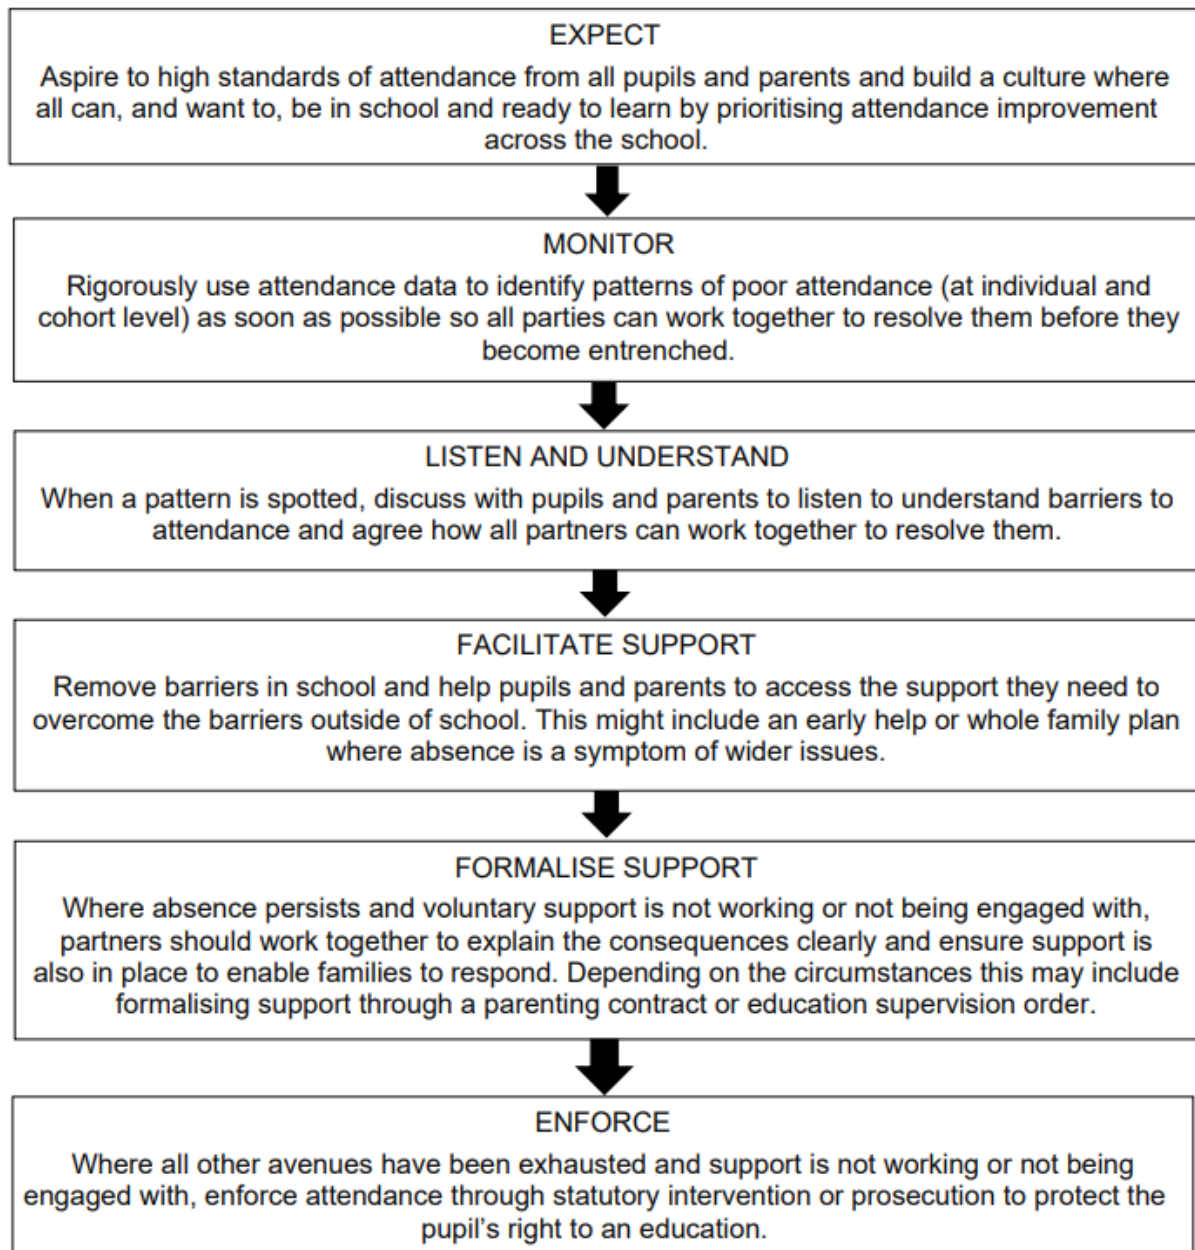 EXPECT
Aspire to high standards of attendance from all pupils and parents and build a culture where
all can, and want to, be in school and ready to learn by prioritising attendance improvement
across the school.
MONITOR
Rigorously use attendance data to identify patterns of poor attendance (at individual and
cohort level) as soon as possible so all parties can work together to resolve them before they
become entrenched.
LISTEN AND UNDERSTAND
When a pattern is spotted, discuss with pupils and parents to listen to understand barriers to
attendance and agree how all partners can work together to resolve them.
FACILITATE SUPPORT
Remove barriers in school and help pupils and parents to access the support they need to
overcome the barriers outside of school. This might include an early help or whole family plan
where absence is a symptom of wider issues.
FORMALISE SUPPORT
Where absence persists and voluntary support is not working or not being engaged with,
partners should work together to explain the consequences clearly and ensure support is
also in place to enable families to respond. Depending on the circumstances this may include
formalising support through a parenting contract or education supervision order.
ENFORCE
Where all other avenues have been exhausted and support is not working or not being
engaged with, enforce attendance through statutory intervention or prosecution to protect the
pupil's right to an education.